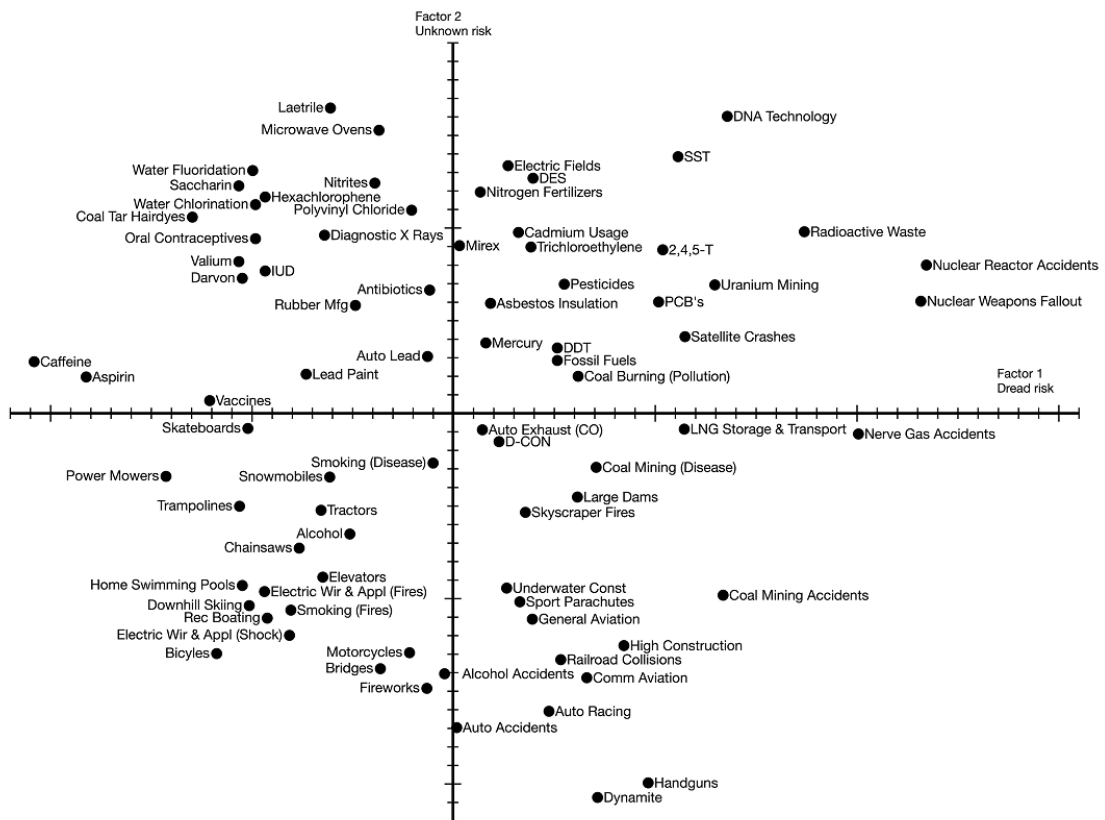 Factor 2
Unknown risk
Laetrile
DNA Technology
Microwave Ovens
SST
Electric Fields
Water Fluoridation
DES
Nitrites
Saccharin
Nitrogen Fertilizers
Hexachlorophene
Water Chlorination
Polyvinyl Chloride
Coal Tar Hairdyes
Cadmium Usage
Radioactive Waste
Diagnostic X Rays
Oral Contraceptives
Mirex
Trichloroethylene
2,4,5-T
Valium
Nuclear Reactor Accidents
IUD
Darvon
Pesticides
Uranium Mining
Antibiotics
Rubber Mfg
Asbestos Insulation
PCB's
Nuclear Weapons Fallout
Satellite Crashes
Mercury
DDT
Auto Lead
Caffeine
Fossil Fuels
Aspirin
Lead Paint
Coal Burning (Pollution)
Factor 1
Dread risk
Vaccines
Skateboards
Auto Exhaust (CO)
LNG Storage & Transport
Nerve Gas Accidents
D-CON
Smoking (Disease)
Coal Mining (Disease)
Power Mowers
Snowmobiles
Large Dams
Trampolines
Tractors
Skyscraper Fires
Alcohol
Chainsaws
Elevators
Home Swimming Pools
Electric Wir & Appl (Fires)
Underwater Const
Coal Mining Accidents
Downhill Skiing
Smoking (Fires)
Sport Parachutes
Rec Boating
General Aviation
Electric Wir & Appl (Shock)
High Construction
Bicyles
Motorcycles
Railroad Collisions
Bridges
Alcohol Accidents
Comm Aviation
Fireworks
Auto Racing
Auto Accidents
Handguns
Dynamite